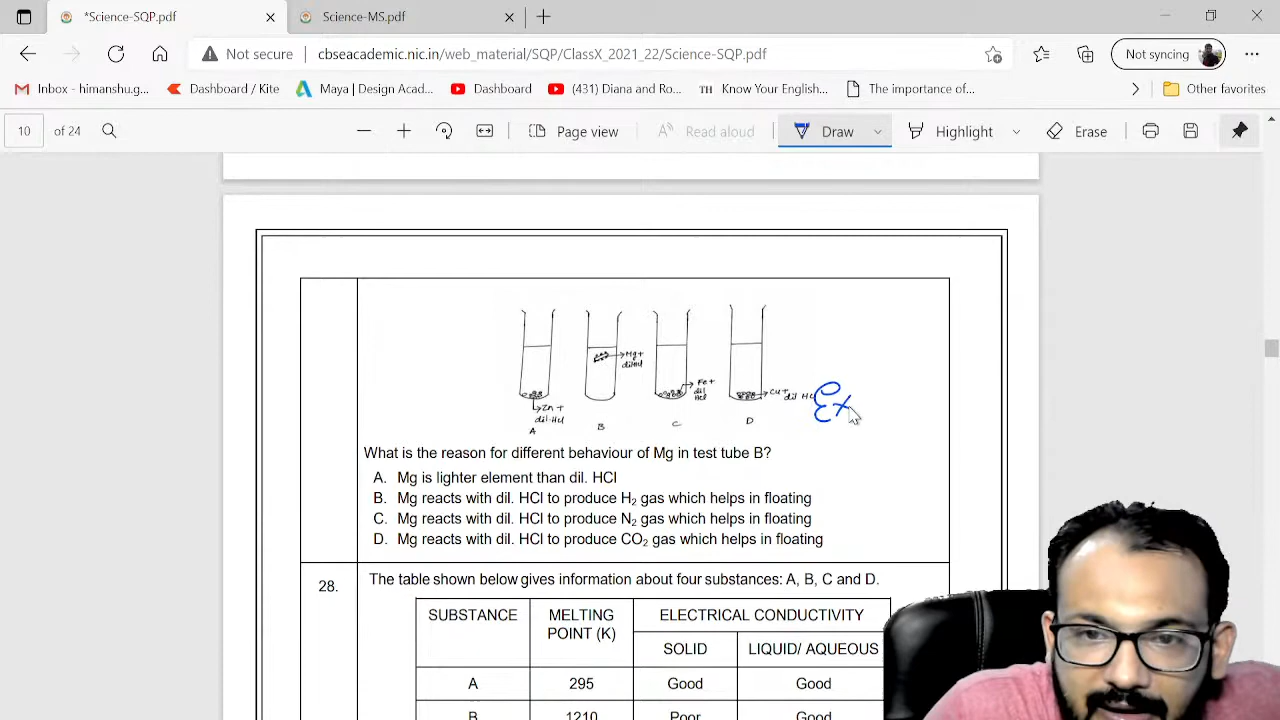 *Science-SQP.pdf
Science-MS.pdf
Not secure | cbseacademic.nic.in/web_material/SQP/ClassX_2021_22/Science-SQP.pdf
Not syncing
Inbox - himanshu.g...
Dashboard / Kite
Maya | Design Acad...
Dashboard
(431) Diana and Ro...
TH Know Your English...
The importance of...
Other favorites
10 of 24
Page view
Read aloud
Draw
Highlight
Erase
Zn + dil-HCl
A
Mg + dil HCl
B
Fe + dil HCl
C
Cu + dil HCl
D
Ex
What is the reason for different behaviour of Mg in test tube B?
A. Mg is lighter element than dil. HCl
B. Mg reacts with dil. HCl to produce H₂ gas which helps in floating
C. Mg reacts with dil. HCl to produce N₂ gas which helps in floating
D. Mg reacts with dil. HCl to produce CO₂ gas which helps in floating
28. The table shown below gives information about four substances: A, B, C and D.
SUBSTANCE MELTING POINT (K) ELECTRICAL CONDUCTIVITY
SOLID LIQUID/ AQUEOUS
A 295 Good Good
B 1210 Poor Good